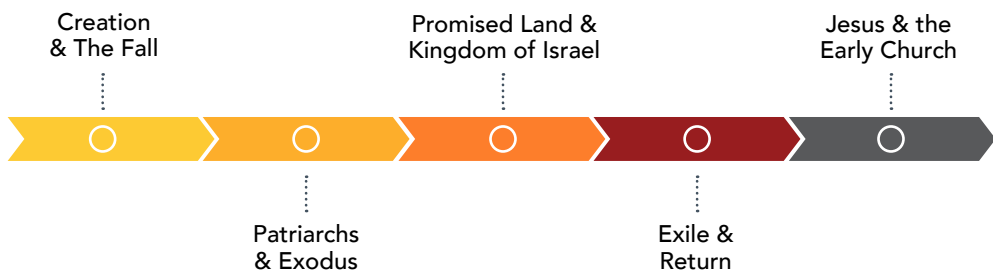 Creation
& The Fall
Promised Land &
Kingdom of Israel
Jesus & the
Early Church
Patriarchs
& Exodus
Exile &
Return